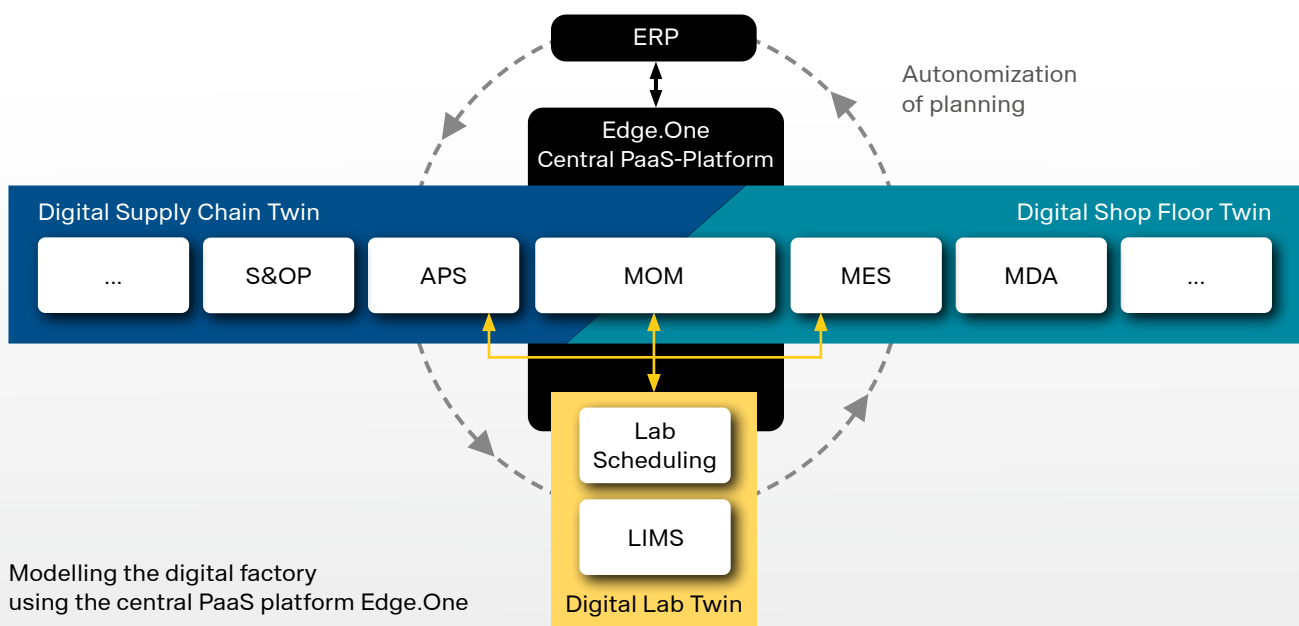 ERP
Autonomization
of planning
Edge.One
Central PaaS-Platform
Digital Supply Chain Twin
Digital Shop Floor Twin
...
S&OP
APS
MOM
MES
MDA
...
Lab
Scheduling
LIMS
Digital Lab Twin
Modelling the digital factory
using the central PaaS platform Edge.One